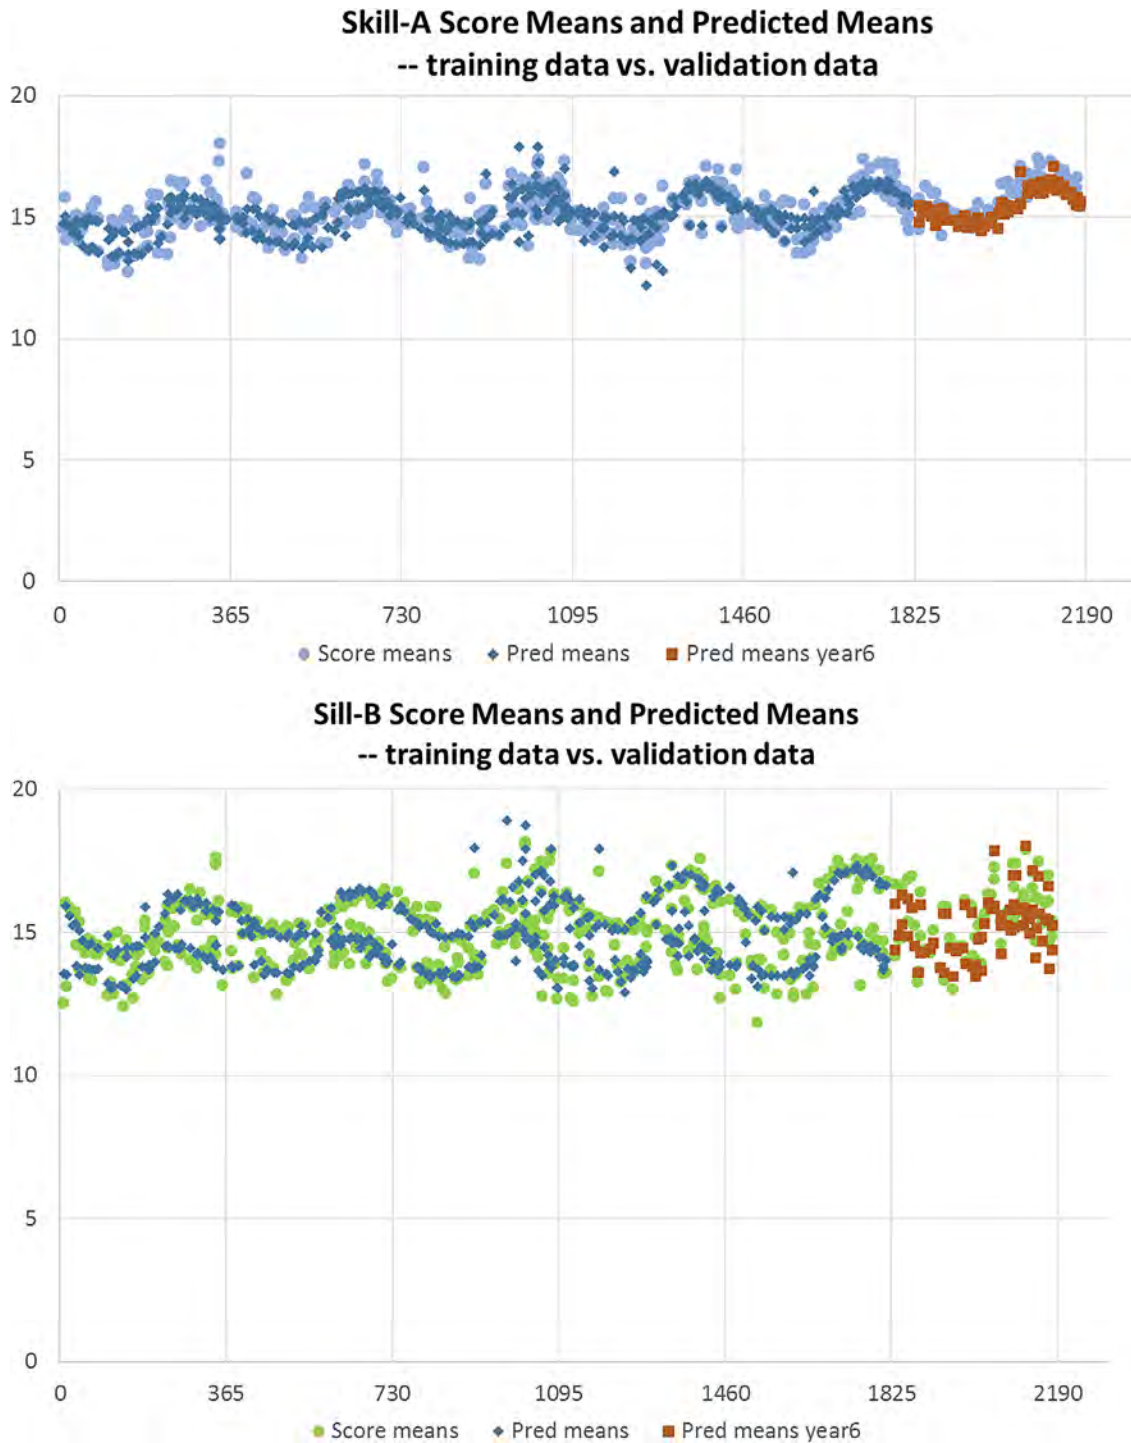 Skill-A Score Means and Predicted Means
-- training data vs. validation data
20
15
10
5
0
0 365 730 1095 1460 1825 2190
Score means Pred means Pred means year6
Sill-B Score Means and Predicted Means
-- training data vs. validation data
20
15
10
5
0
0 365 730 1095 1460 1825 2190
Score means Pred means Pred means year6